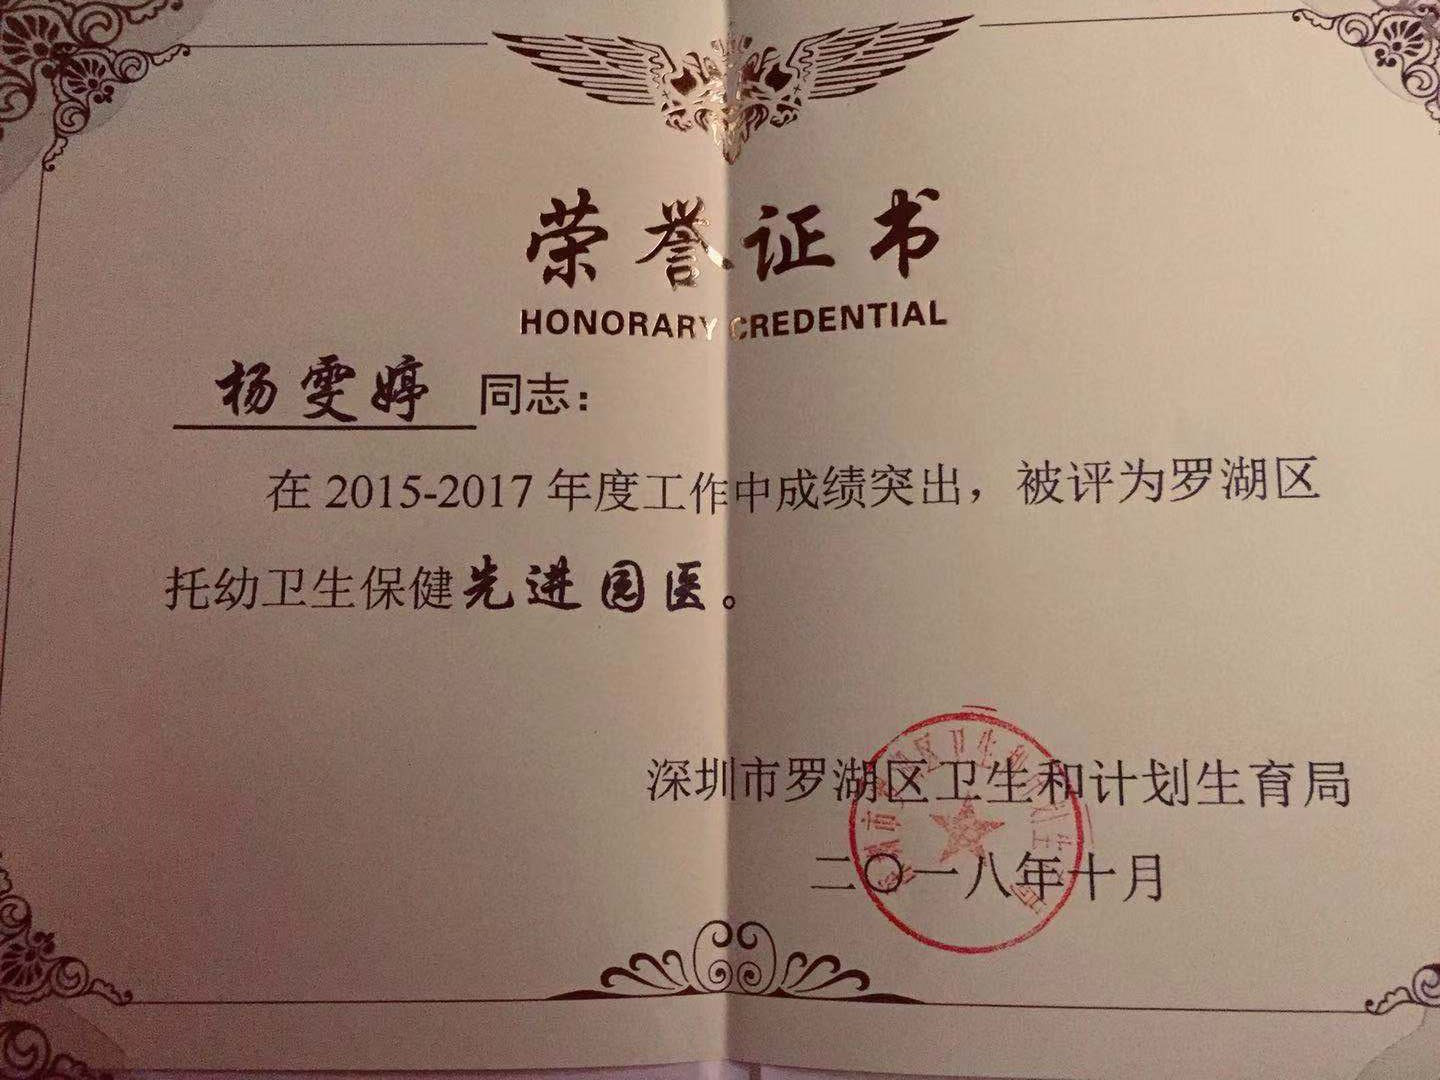 荣誉证书
HONORARY CREDENTIAL
杨雯婷 同志：
在 2015-2017 年度工作中成绩突出，被评为罗湖区
托幼卫生保健先进园医。
深圳市罗湖区卫生和计划生育局
二〇一八年十月